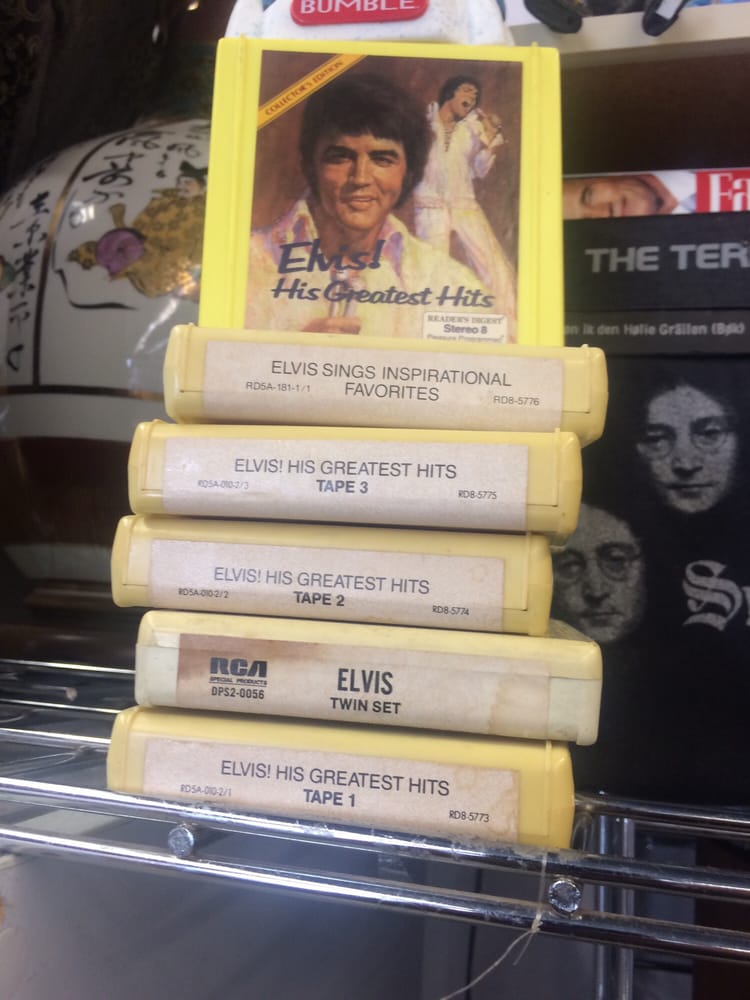 BUMBLE
COLLECTOR'S EDITION
Elvis!
His Greatest Hits
READER'S DIGEST
Stereo 8
Pleasure Programmed
ELVIS SINGS INSPIRATIONAL
FAVORITES
RD5A-181-1/1
RD8-5776
ELVIS! HIS GREATEST HITS
TAPE 3
RD5A-010-2/3
RD8-5775
ELVIS! HIS GREATEST HITS
TAPE 2
RD5A-010-2/2
RD8-5774
RCA
SPECIAL PRODUCTS
DPS2-0056
ELVIS
TWIN SET
ELVIS! HIS GREATEST HITS
TAPE 1
RD5A-010-2/1
RD8-5773
Fa
THE TER